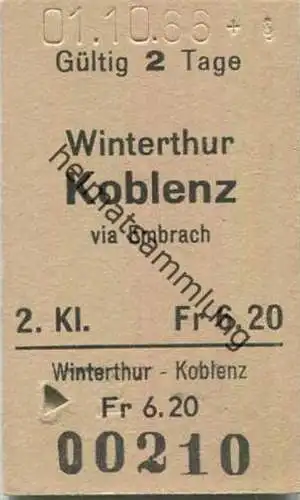 01.10.66 +
Gültig 2 Tage
Winterthur
Koblenz
via Embrach
heimatsammlung
2. Kl. Fr 6.20
Winterthur - Koblenz
Fr 6.20
00210